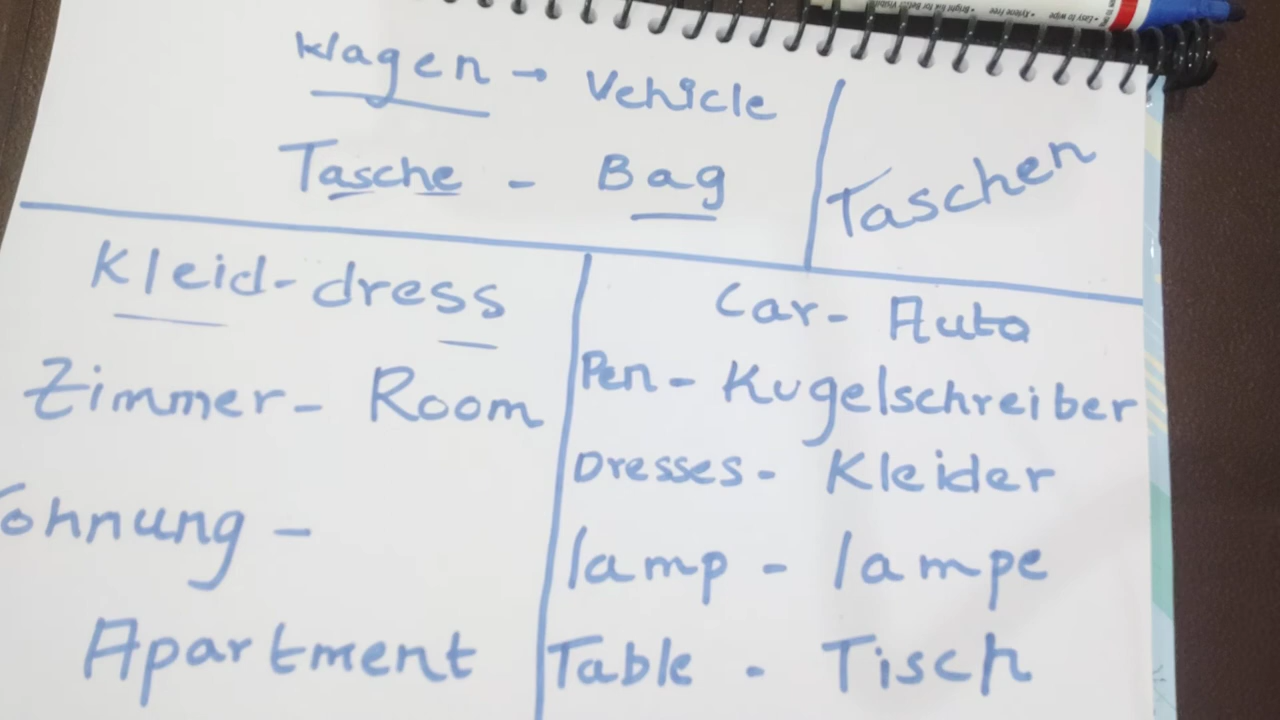 Wagen → Vehicle
Tasche - Bag
Taschen
Kleid - dress
Zimmer - Room
ohnung -
Apartment
Car - Auto
Pen - Kugelschreiber
Dresses - Kleider
lamp - lampe
Table - Tisch